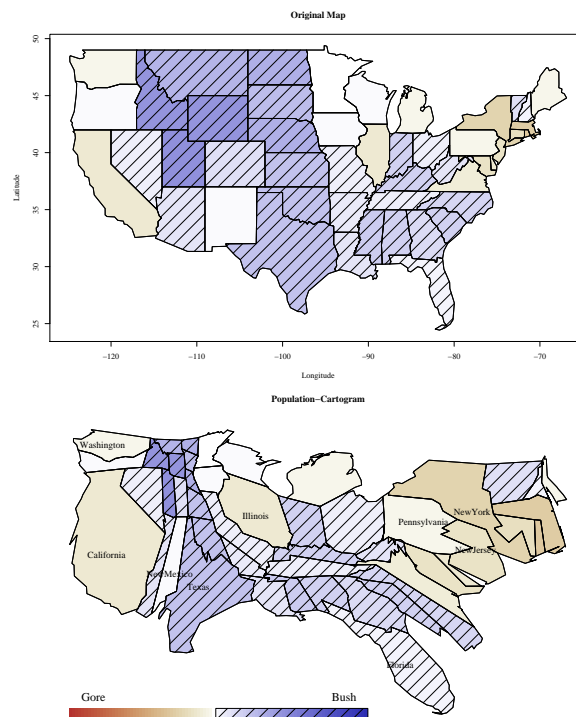 Original Map
50
45
40
35
30
25
Latitude
-120 -110 -100 -90 -80 -70
Longitude
Population-Cartogram
Washington
California
NewMexico
Texas
Illinois
Pennsylvania
NewYork
NewJersey
Florida
Gore Bush